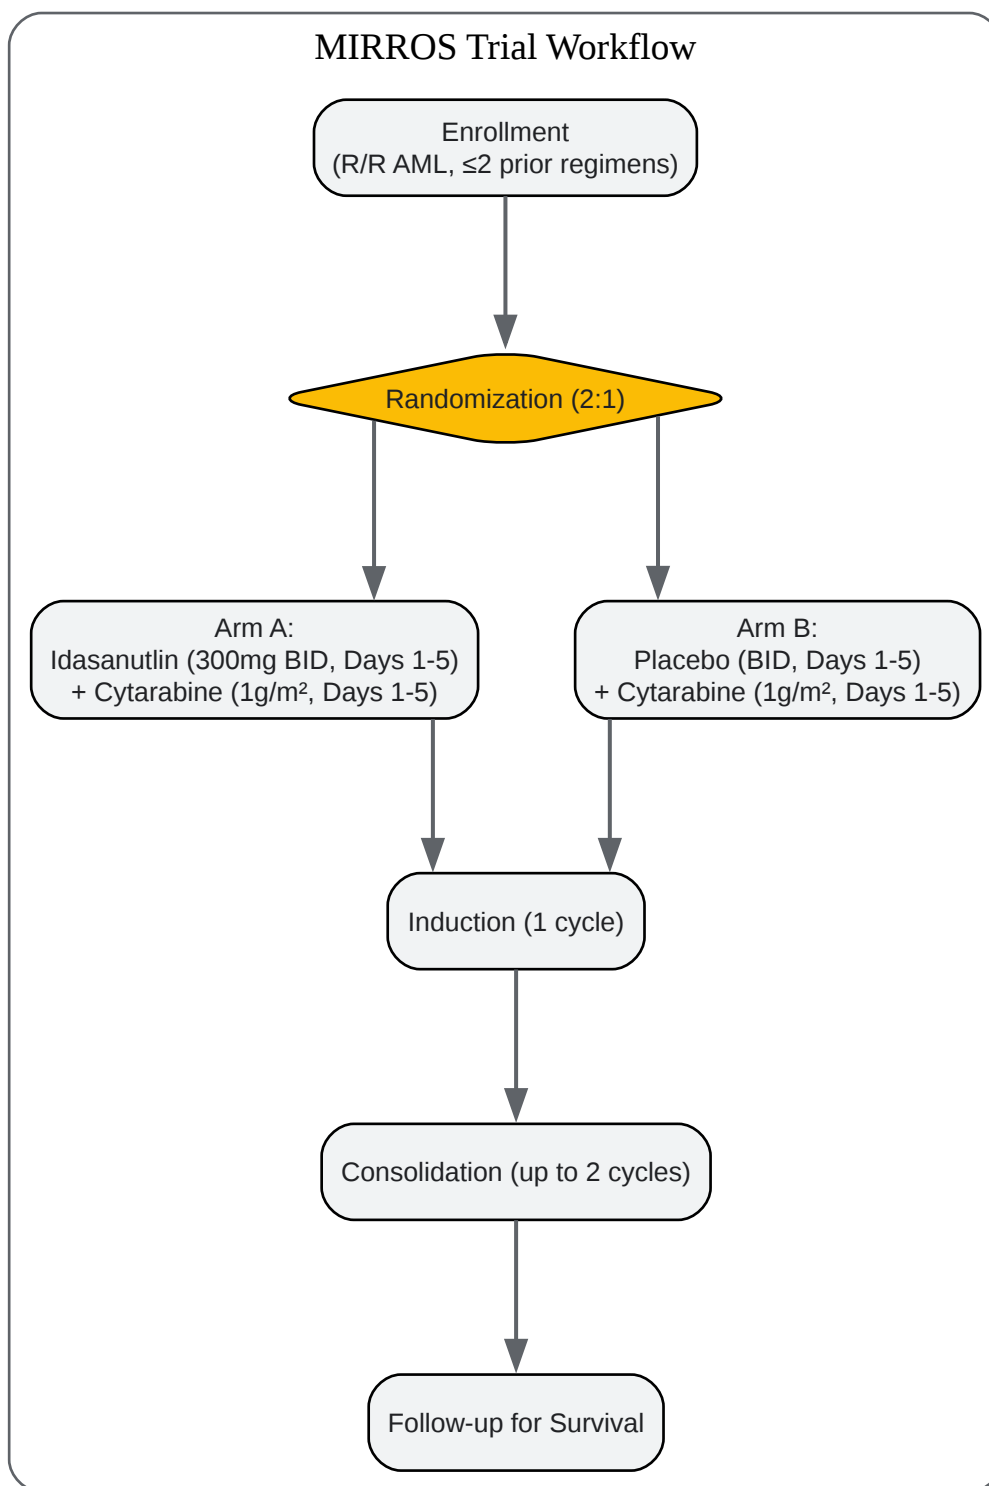 MIRROS Trial Workflow
Enrollment
(R/R AML, ≤2 prior regimens)
Randomization (2:1)
Arm A:
Idasanutlin (300mg BID, Days 1-5)
+ Cytarabine (1g/m², Days 1-5)
Arm B:
Placebo (BID, Days 1-5)
+ Cytarabine (1g/m², Days 1-5)
Induction (1 cycle)
Consolidation (up to 2 cycles)
Follow-up for Survival